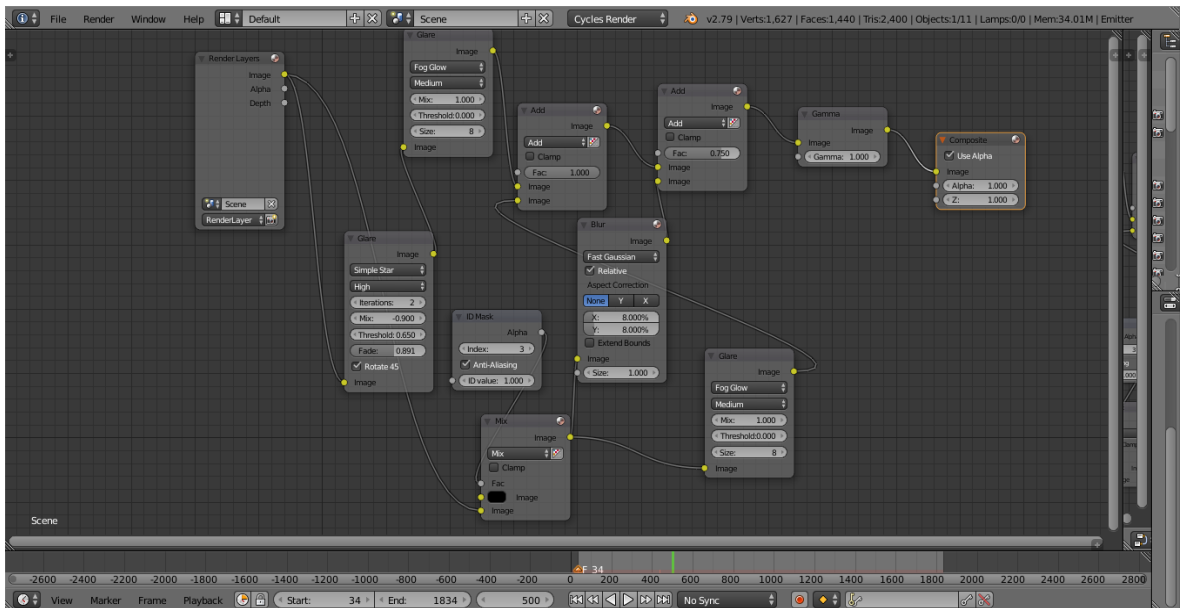 File Render Window Help Default Scene Cycles Render v2.79 | Verts:1,627 | Faces:1,440 | Tris:2,400 | Objects:1/11 | Lamps:0/0 | Mem:34.01M | Emitter
Render Layers
Image
Alpha
Depth
Scene
RenderLayer
Glare
Image
Fog Glow
Medium
Mix: 1.000
Threshold:0.000
Size: 8
Image
Add
Image
Add
Clamp
Fac: 1.000
Image
Image
Add
Image
Add
Clamp
Fac: 0.750
Image
Image
Gamma
Image
Image
Gamma: 1.000
Composite
Use Alpha
Image
Alpha: 1.000
Z: 1.000
Glare
Image
Simple Star
High
Iterations: 2
Mix: -0.900
Threshold: 0.650
Fade: 0.891
Rotate 45
Image
ID Mask
Alpha
Index: 3
Anti-Aliasing
ID value: 1.000
Blur
Image
Fast Gaussian
Relative
Aspect Correction
None Y X
X: 8.000%
Y: 8.000%
Extend Bounds
Image
Size: 1.000
Mix
Image
Mix
Clamp
Fac
Image
Image
Glare
Image
Fog Glow
Medium
Mix: 1.000
Threshold:0.000
Size: 8
Image
Scene
F 34
-2600 -2400 -2200 -2000 -1800 -1600 -1400 -1200 -1000 -800 -600 -400 -200 0 200 400 600 800 1000 1200 1400 1600 1800 2000 2200 2400 2600 2800
View Marker Frame Playback Start: 34 End: 1834 500 No Sync